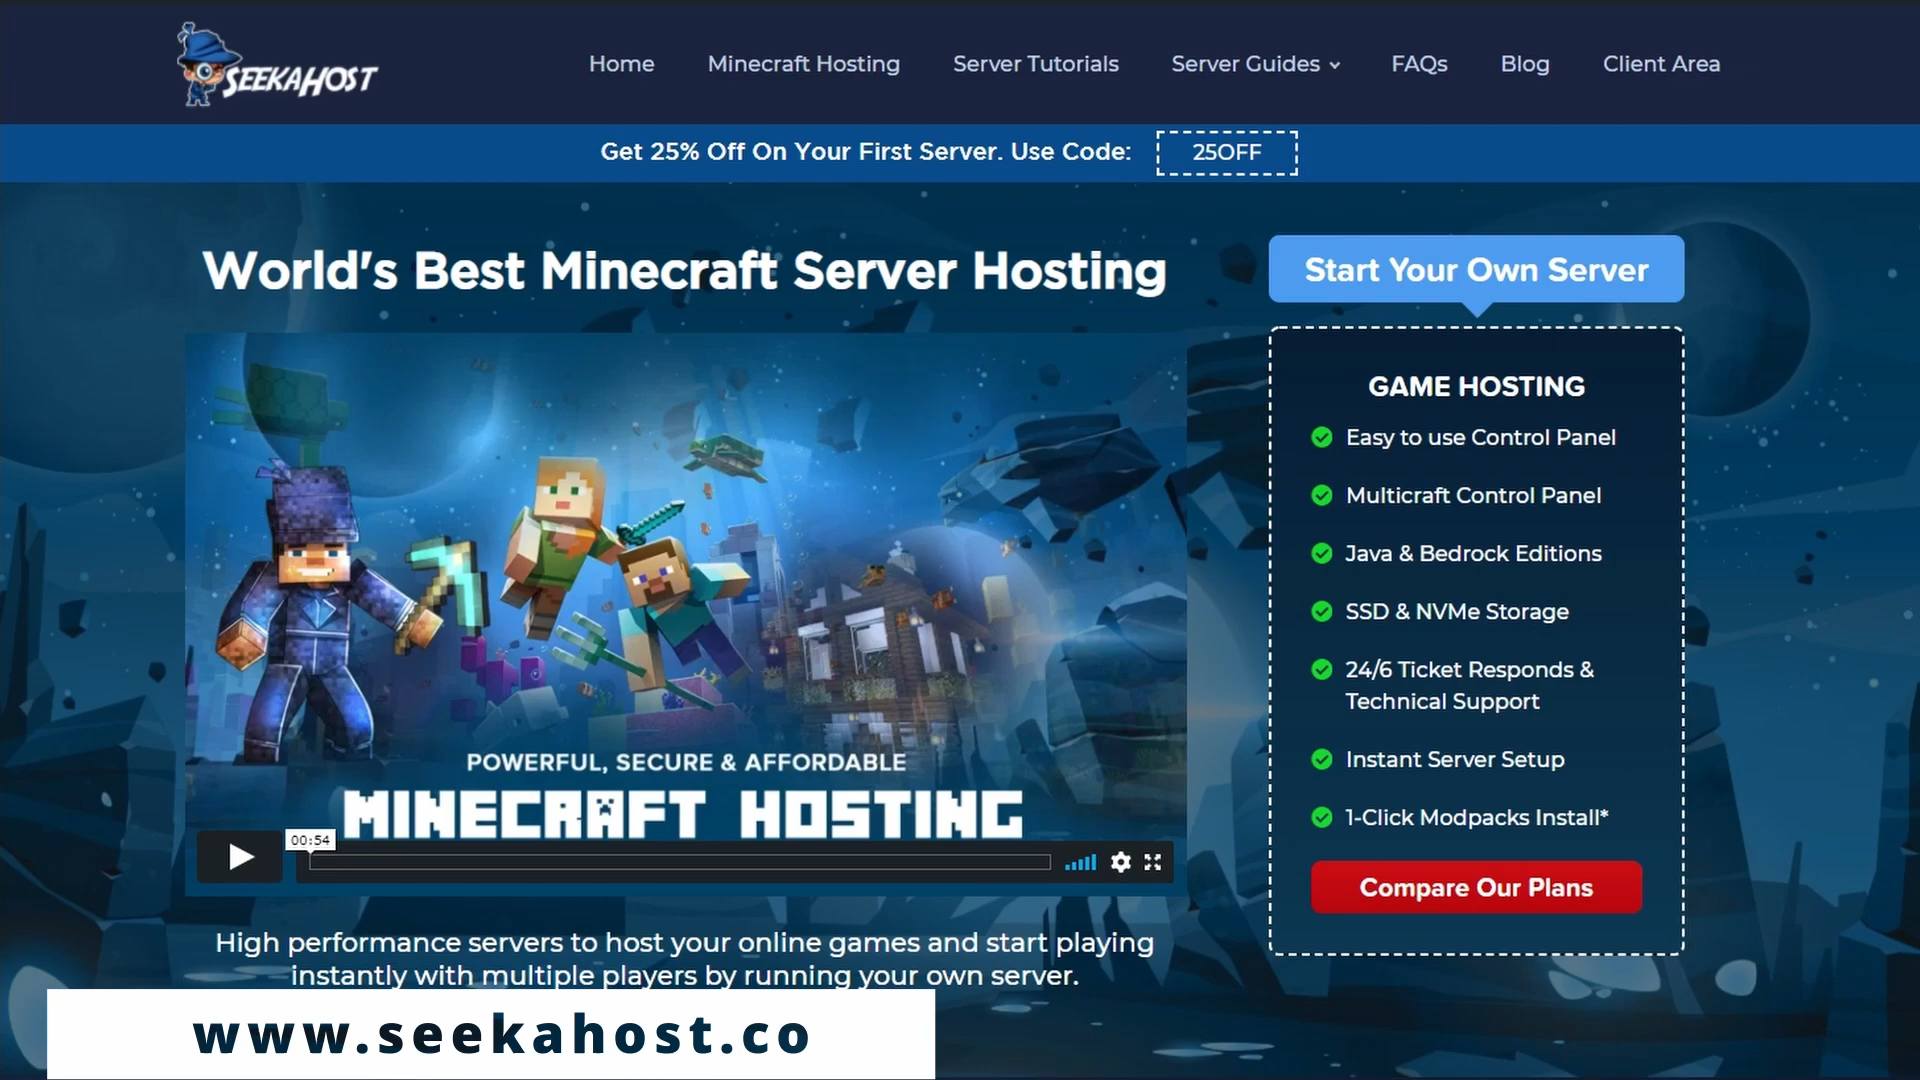 SEEKAHOST
Home
Minecraft Hosting
Server Tutorials
Server Guides
FAQs
Blog
Client Area
Get 25% Off On Your First Server. Use Code:
25OFF
World's Best Minecraft Server Hosting
POWERFUL, SECURE & AFFORDABLE
MINECRAFT HOSTING
00:54
High performance servers to host your online games and start playing
instantly with multiple players by running your own server.
Start Your Own Server
GAME HOSTING
Easy to use Control Panel
Multicraft Control Panel
Java & Bedrock Editions
SSD & NVMe Storage
24/6 Ticket Responds &
Technical Support
Instant Server Setup
1-Click Modpacks Install*
Compare Our Plans
www.seekahost.co